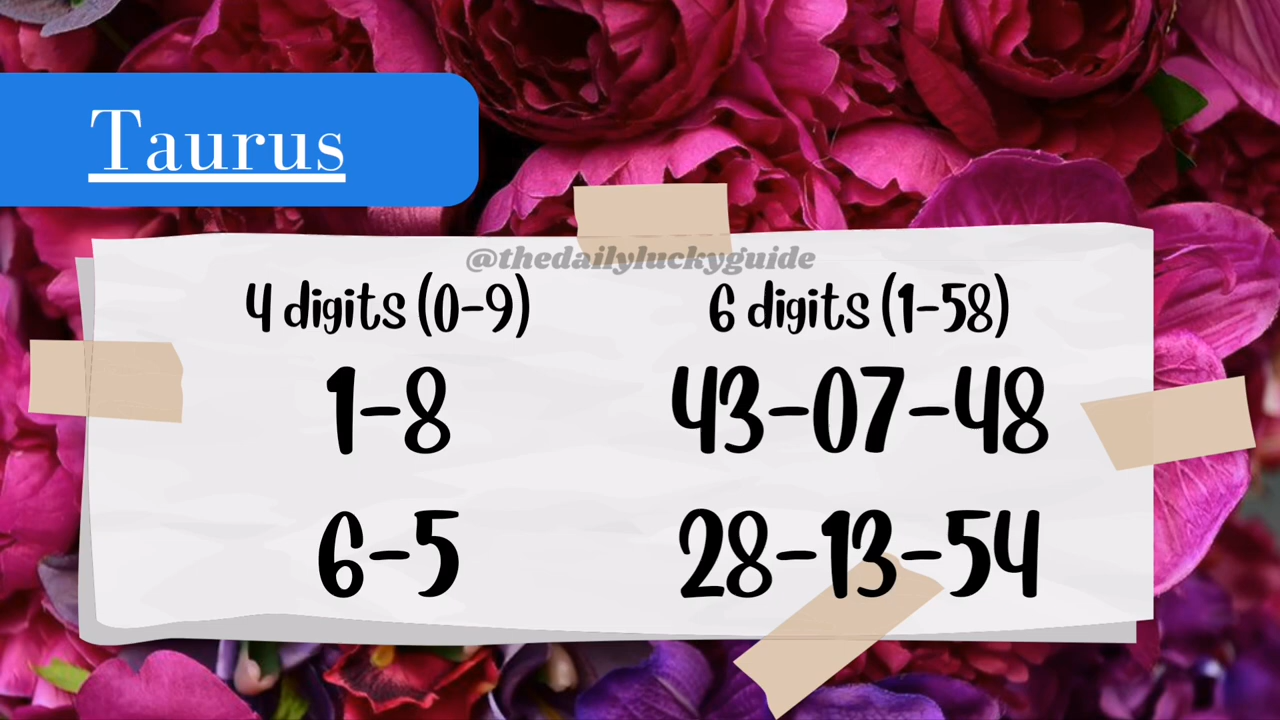 Taurus
@thedailyluckyguide
4 digits (0-9)
1-8
6-5
6 digits (1-58)
43-07-48
28-13-54